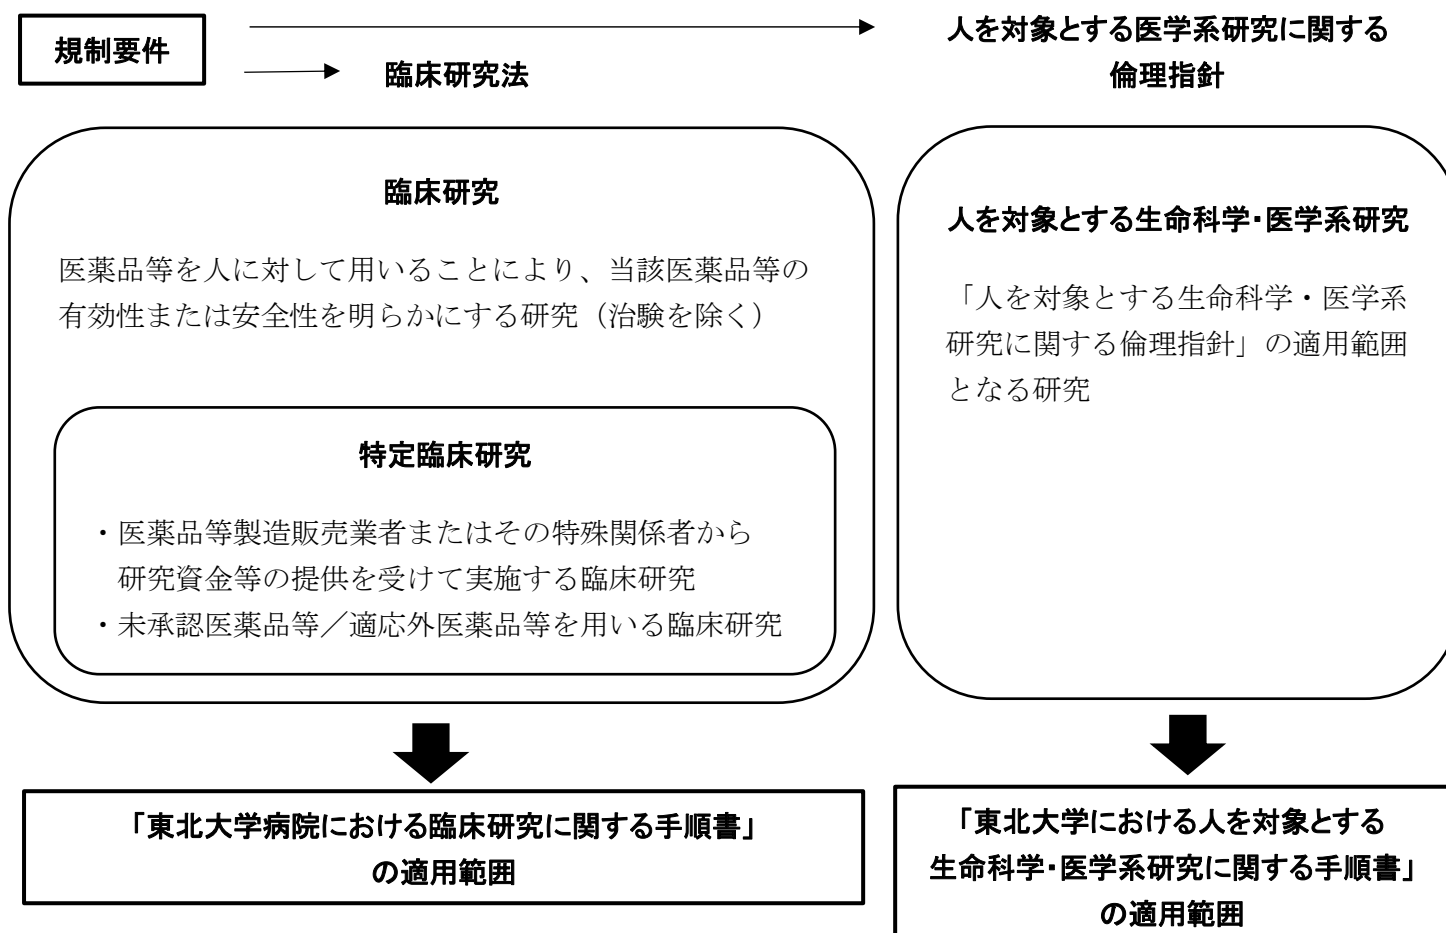 規制要件
臨床研究法
人を対象とする医学系研究に関する
倫理指針
臨床研究
医薬品等を人に対して用いることにより、当該医薬品等の
有効性または安全性を明らかにする研究（治験を除く）
特定臨床研究
・医薬品等製造販売業者またはその特殊関係者から
研究資金等の提供を受けて実施する臨床研究
・未承認医薬品等／適応外医薬品等を用いる臨床研究
人を対象とする生命科学・医学系研究
「人を対象とする生命科学・医学系
研究に関する倫理指針」の適用範囲
となる研究
「東北大学病院における臨床研究に関する手順書」
の適用範囲
「東北大学における人を対象とする
生命科学・医学系研究に関する手順書」
の適用範囲